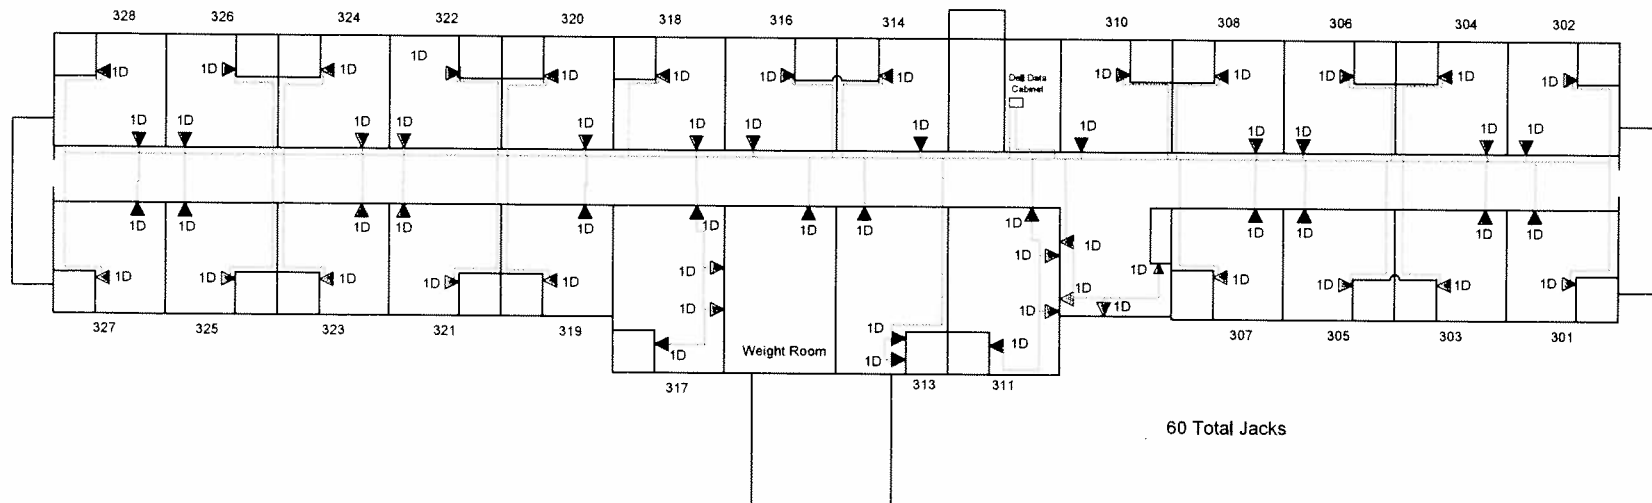 328 326 324 322 320 318 316 314 310 308 306 304 302
1D 1D 1D 1D 1D 1D 1D 1D 1D 1D 1D 1D 1D
Dell Data
Cabinet
1D 1D 1D 1D 1D 1D 1D 1D 1D 1D 1D 1D 1D
1D 1D 1D 1D 1D 1D 1D 1D 1D 1D 1D 1D 1D
1D 1D 1D
1D 1D 1D 1D 1D 1D 1D 1D 1D 1D
1D 1D 1D 1D
327 325 323 321 319 307 305 303 301
1D 1D 1D
Weight Room
1D
317 313 311
60 Total Jacks